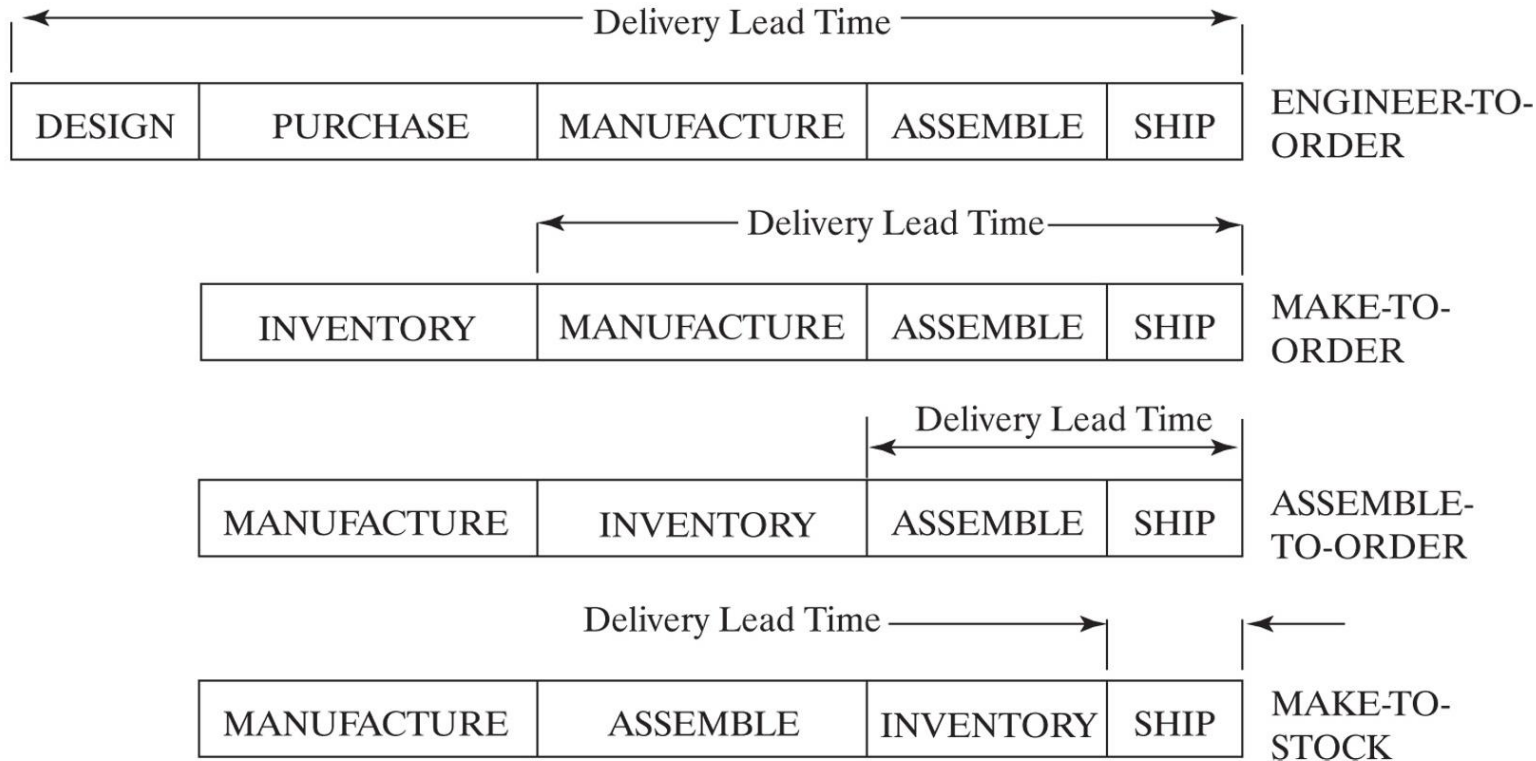 Delivery Lead Time
DESIGN PURCHASE MANUFACTURE ASSEMBLE SHIP
ENGINEER-TO-
ORDER
Delivery Lead Time
INVENTORY MANUFACTURE ASSEMBLE SHIP
MAKE-TO-
ORDER
Delivery Lead Time
MANUFACTURE INVENTORY ASSEMBLE SHIP
ASSEMBLE-
TO-ORDER
Delivery Lead Time
MANUFACTURE ASSEMBLE INVENTORY SHIP
MAKE-TO-
STOCK